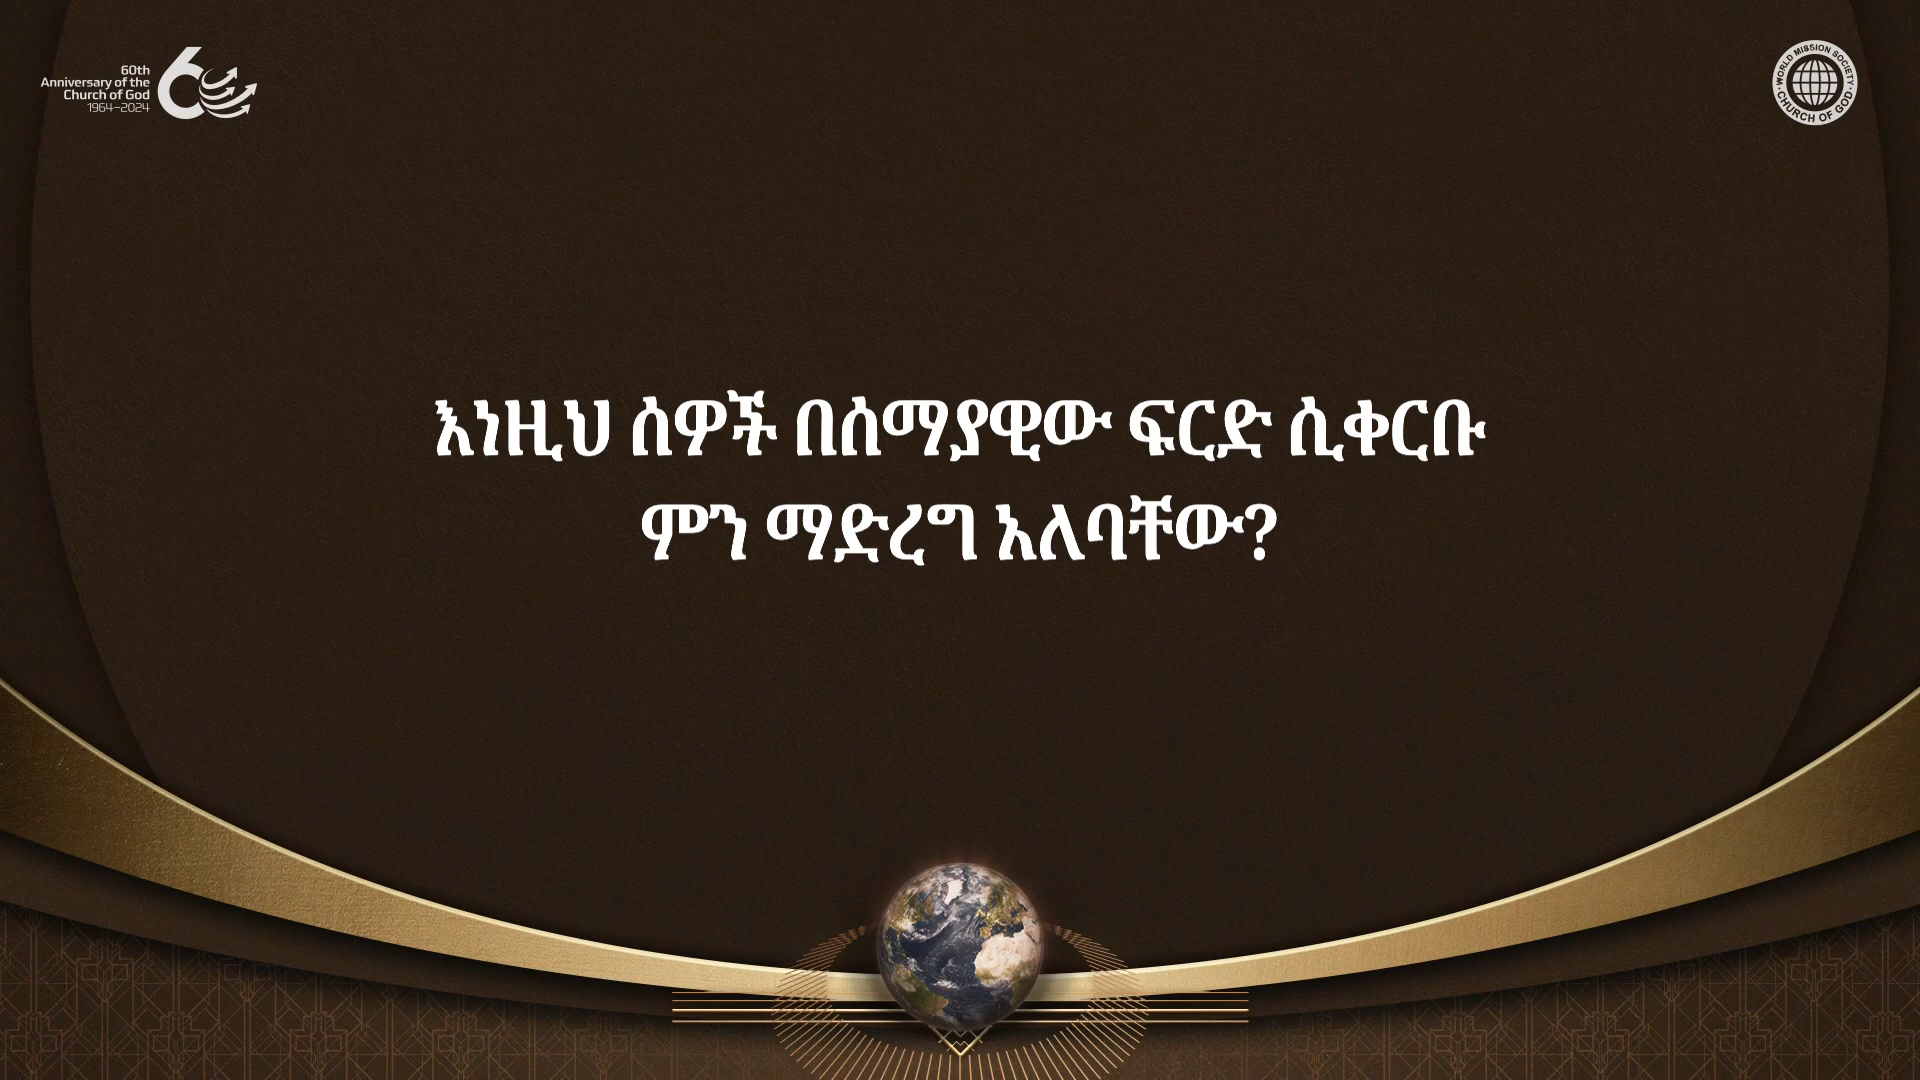 60th
Anniversary of the
Church of God
1964–2024
WORLD MISSION SOCIETY
CHURCH OF GOD
እነዚህ ሰዎች በሰማያዊው ፍርድ ሲቀርቡ
ምን ማድረግ አለባቸው?